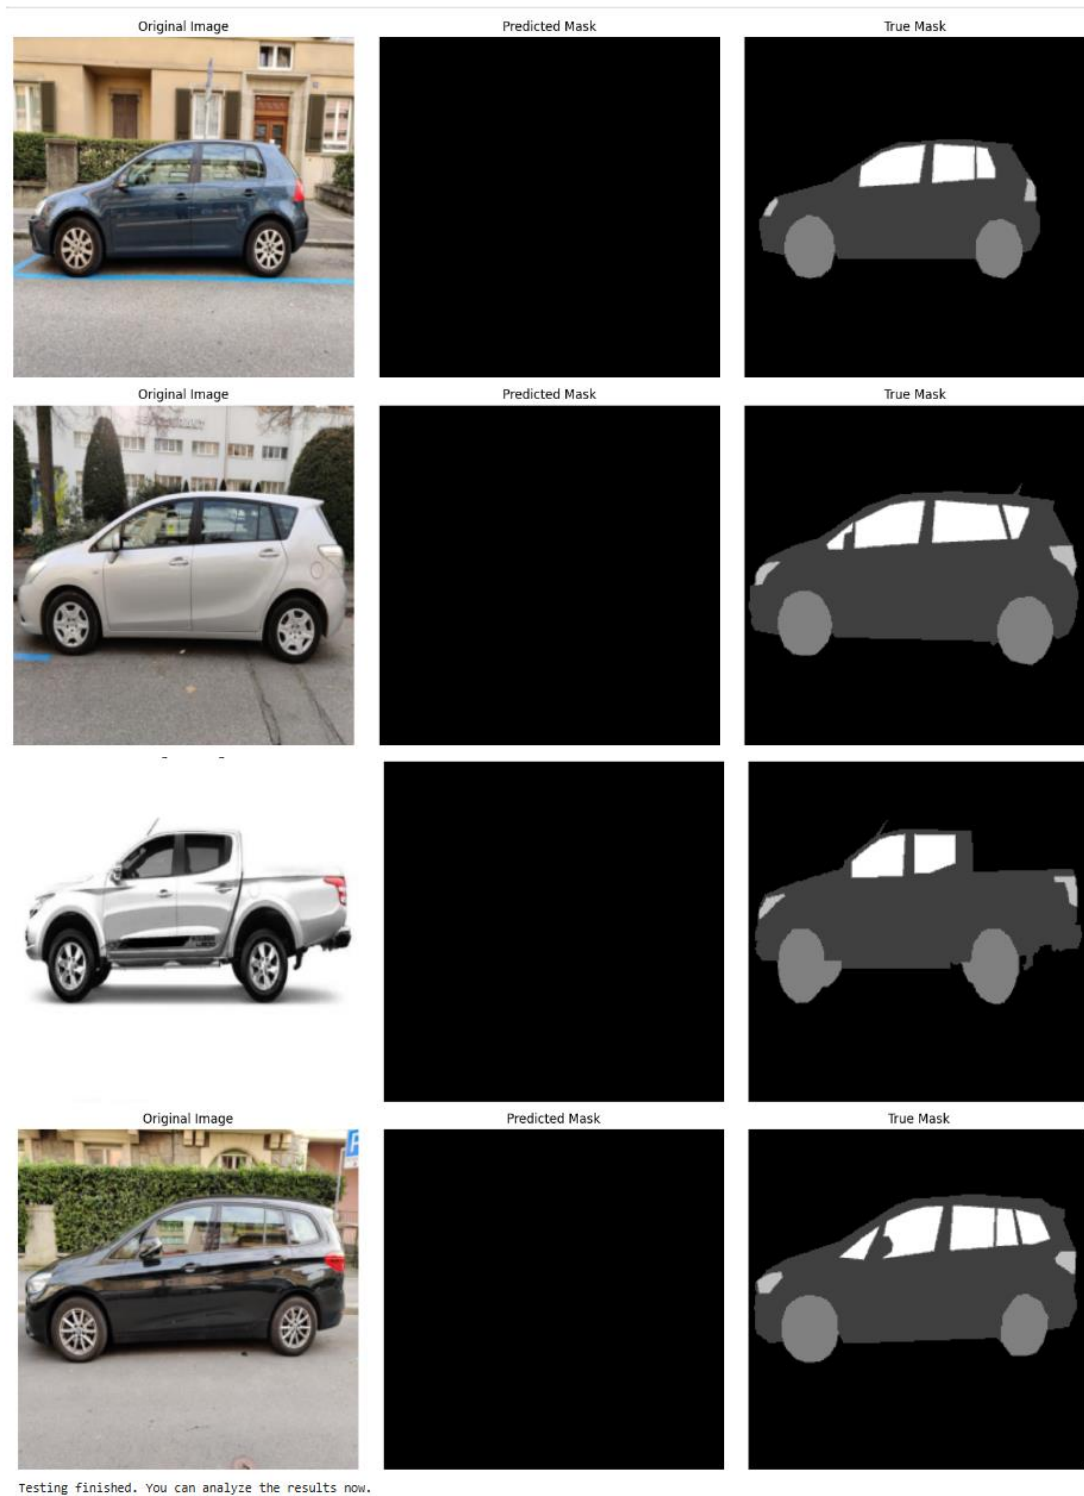 Original Image Predicted Mask True Mask
Original Image Predicted Mask True Mask
Original Image Predicted Mask True Mask
P
Testing finished. You can analyze the results now.